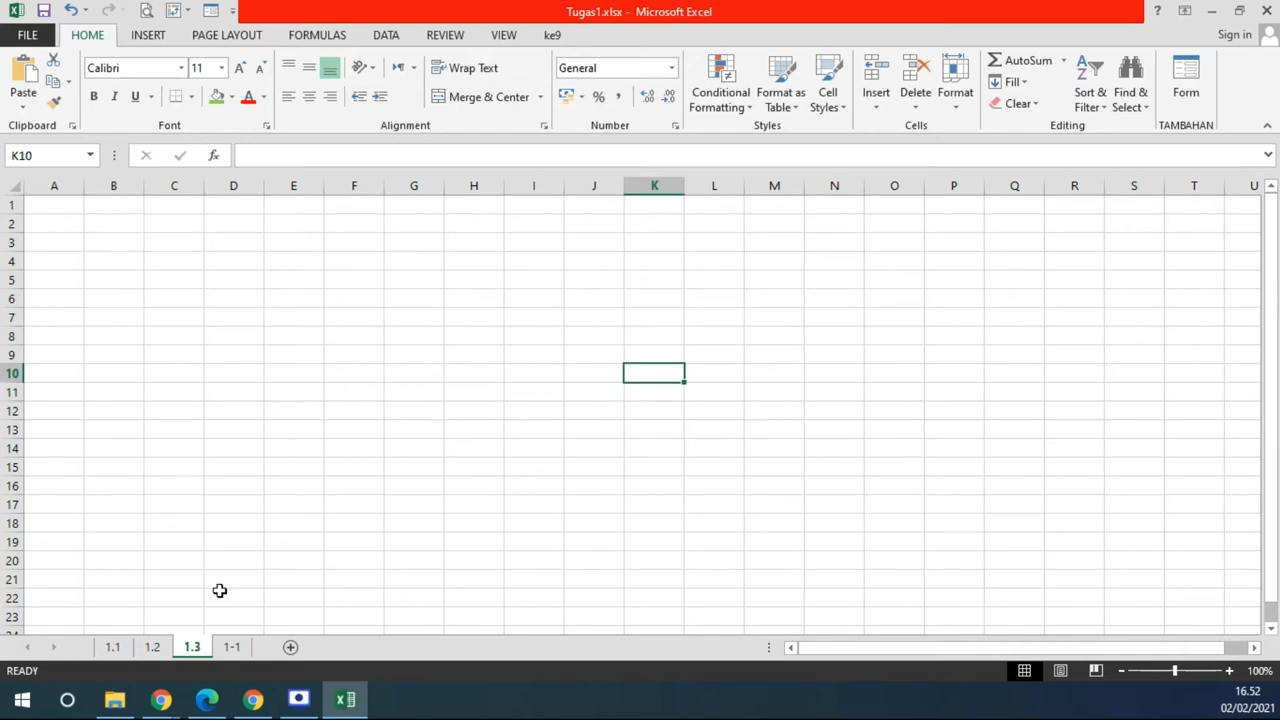 Tugas1.xlsx - Microsoft Excel
?
FILE HOME INSERT PAGE LAYOUT FORMULAS DATA REVIEW VIEW ke9 Sign in
Calibri 11 A A Wrap Text General AutoSum
Fill
Paste B I U A Merge & Center % , Conditional Formatting Format as Table Cell Styles Insert Delete Format Clear Sort & Filter Find & Select Form
Clipboard Font Alignment Number Styles Cells Editing TAMBAHAN
K10 fx
A B C D E F G H I J K L M N O P Q R S T U
1
2
3
4
5
6
7
8
9
10
11
12
13
14
15
16
17
18
19
20
21
22
23
1.1 1.2 1.3 1-1
READY 100%
16.52
02/02/2021